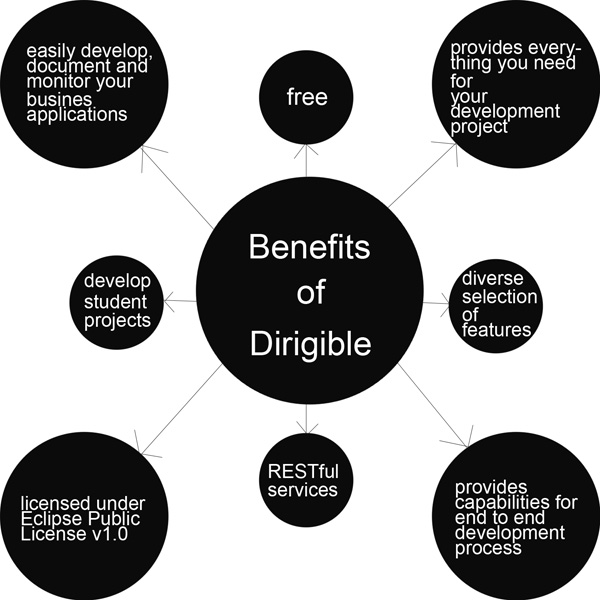 easily develop,
document and
monitor your
busines
applications
free
provides every-
thing you need
for
your
development
project
develop
student
projects
Benefits
of
Dirigible
diverse
selection
of
features
licensed under
Eclipse Public
License v1.0
RESTful
services
provides
capabilities for
end to end
development
process